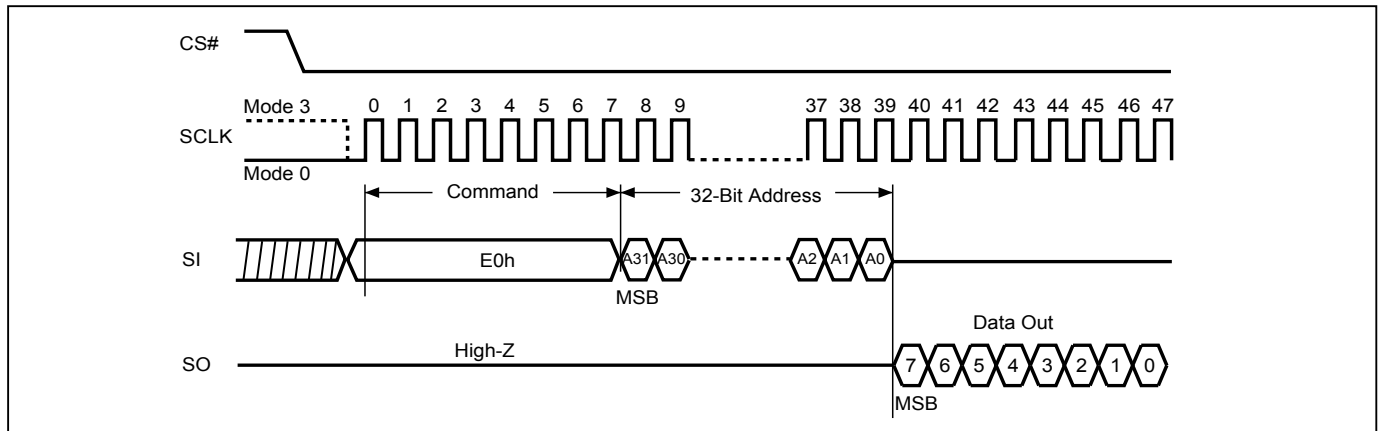 CS#
Mode 3
0 1 2 3 4 5 6 7 8 9 37 38 39 40 41 42 43 44 45 46 47
SCLK
Mode 0
Command
32-Bit Address
SI
E0h
A31 A30 A2 A1 A0
MSB
Data Out
High-Z
SO
7 6 5 4 3 2 1 0
MSB